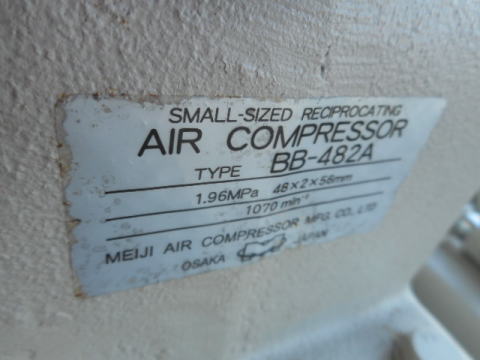 SMALL-SIZED RECIPROCATING
AIR COMPRESSOR
TYPE BB-482A
1.96MPa 48×2×56mm
1070 min⁻¹
MEIJI AIR COMPRESSOR MFG. CO., LTD
OSAKA JAPAN